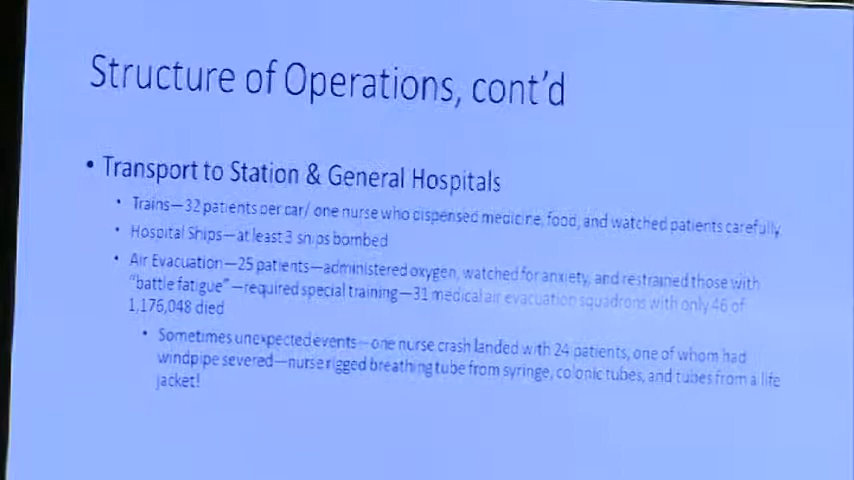 Structure of Operations, cont'd
• Transport to Station & General Hospitals
• Trains—32 patients per car/ one nurse who dispensed medicine, food, and watched patients carefully
• Hospital Ships—at least 3 ships bombed
• Air Evacuation—25 patients—administered oxygen, watched for anxiety, and restrained those with
"battle fatigue"—required special training—31 medical air evacuation squadrons with only 46 of
1,176,048 died
• Sometimes unexpected events—one nurse crash landed with 24 patients, one of whom had
windpipe severed—nurse rigged breathing tube from syringe, colonic tubes, and tubes from a life
jacket!